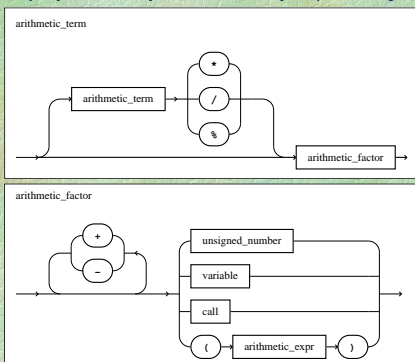 arithmetic_term
*
arithmetic_term /
%
arithmetic_factor
arithmetic_factor
+
-
unsigned_number
variable
call
( arithmetic_expr )